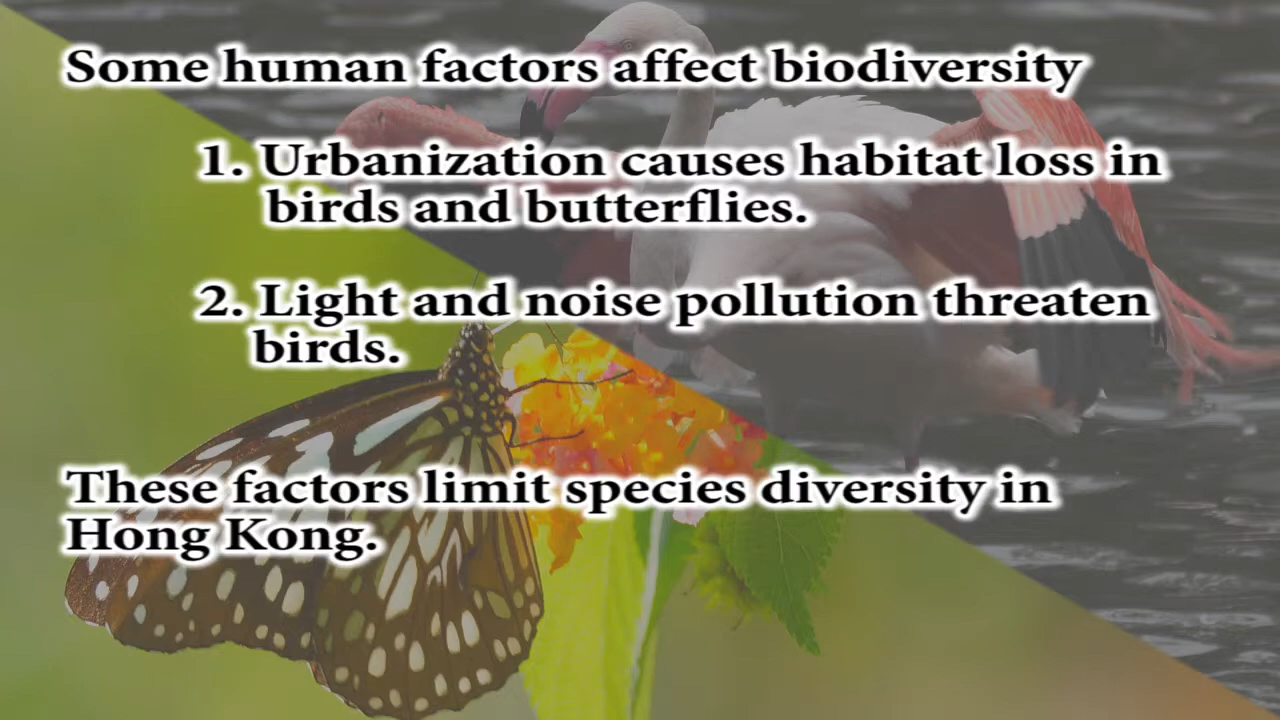 Some human factors affect biodiversity
1. Urbanization causes habitat loss in
birds and butterflies.
2. Light and noise pollution threaten
birds.
These factors limit species diversity in
Hong Kong.